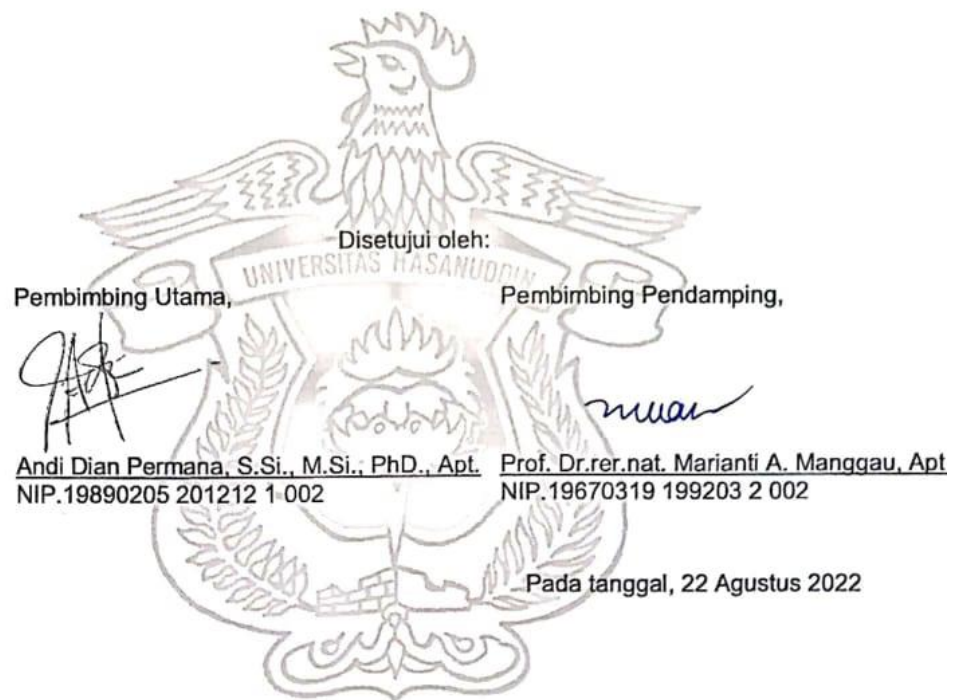 Disetujui oleh:
UNIVERSITAS HASANUDDIN
Pembimbing Utama,
Pembimbing Pendamping,
Andi Dian Permana, S.Si., M.Si., PhD., Apt.
Prof. Dr.rer.nat. Marianti A. Manggau, Apt
NIP.19890205 201212 1 002
NIP.19670319 199203 2 002
Pada tanggal, 22 Agustus 2022